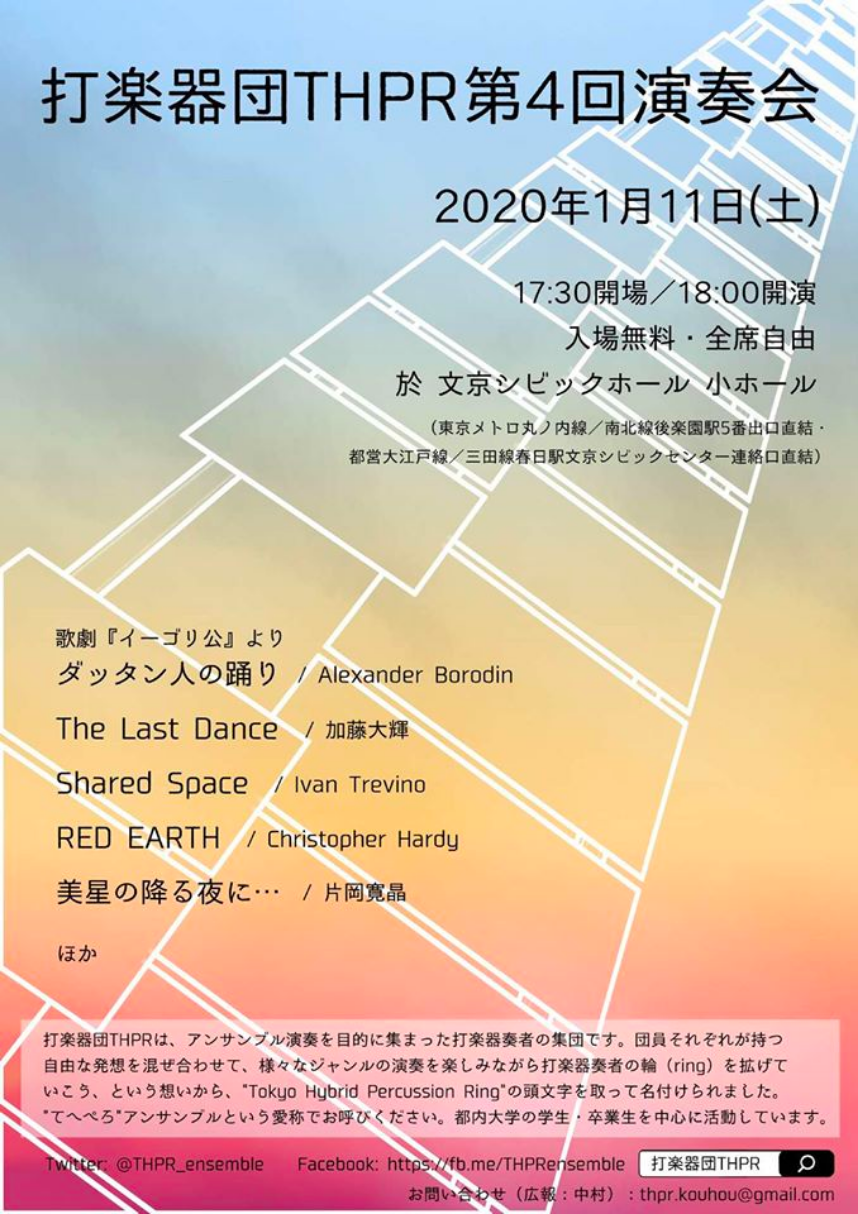 打楽器団THPR第4回演奏会
2020年1月11日(土)
17:30開場／18:00開演
入場無料・全席自由
於 文京シビックホール 小ホール
（東京メトロ丸ノ内線／南北線後楽園駅5番出口直結・
都営大江戸線／三田線春日駅文京シビックセンター連絡口直結）
歌劇『イーゴリ公』より
ダッタン人の踊り / Alexander Borodin
The Last Dance / 加藤大輝
Shared Space / Ivan Trevino
RED EARTH / Christopher Hardy
美星の降る夜に… / 片岡寛晶
ほか
打楽器団THPRは、アンサンブル演奏を目的に集まった打楽器奏者の集団です。団員それぞれが持つ
自由な発想を混ぜ合わせて、様々なジャンルの演奏を楽しみながら打楽器奏者の輪（ring）を拡げて
いこう、という想いから、"Tokyo Hybrid Percussion Ring"の頭文字を取って名付けられました。
"てへぺろ"アンサンブルという愛称でお呼びください。都内大学の学生・卒業生を中心に活動しています。
Twitter: @THPR_ensemble Facebook: https://fb.me/THPRensemble 打楽器団THPR
お問い合わせ（広報：中村）：thpr.kouhou@gmail.com